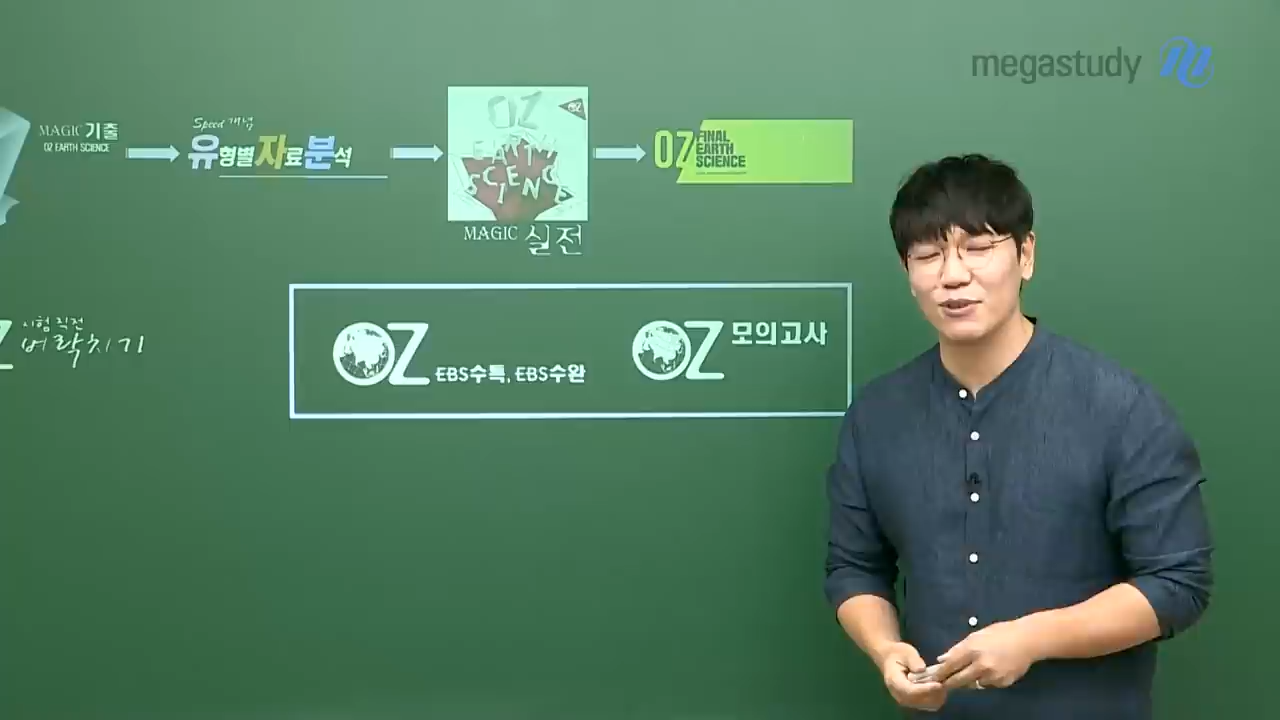 megastudy
MAGIC 기출
OZ EARTH SCIENCE
Speed 개념
유형별 자료분석
OZ
EARTH
SCIENCE
MAGIC 실전
OZ FINAL
EARTH
SCIENCE
시험 직전
벼락치기
OZ EBS수특, EBS수완
OZ 모의고사